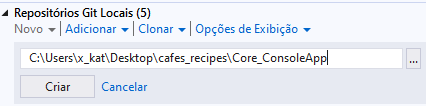 Repositórios Git Locais (5)
Novo Adicionar Clonar Opções de Exibição
C:\Users\x_kat\Desktop\cafes_recipes\Core_ConsoleApp ...
Criar Cancelar